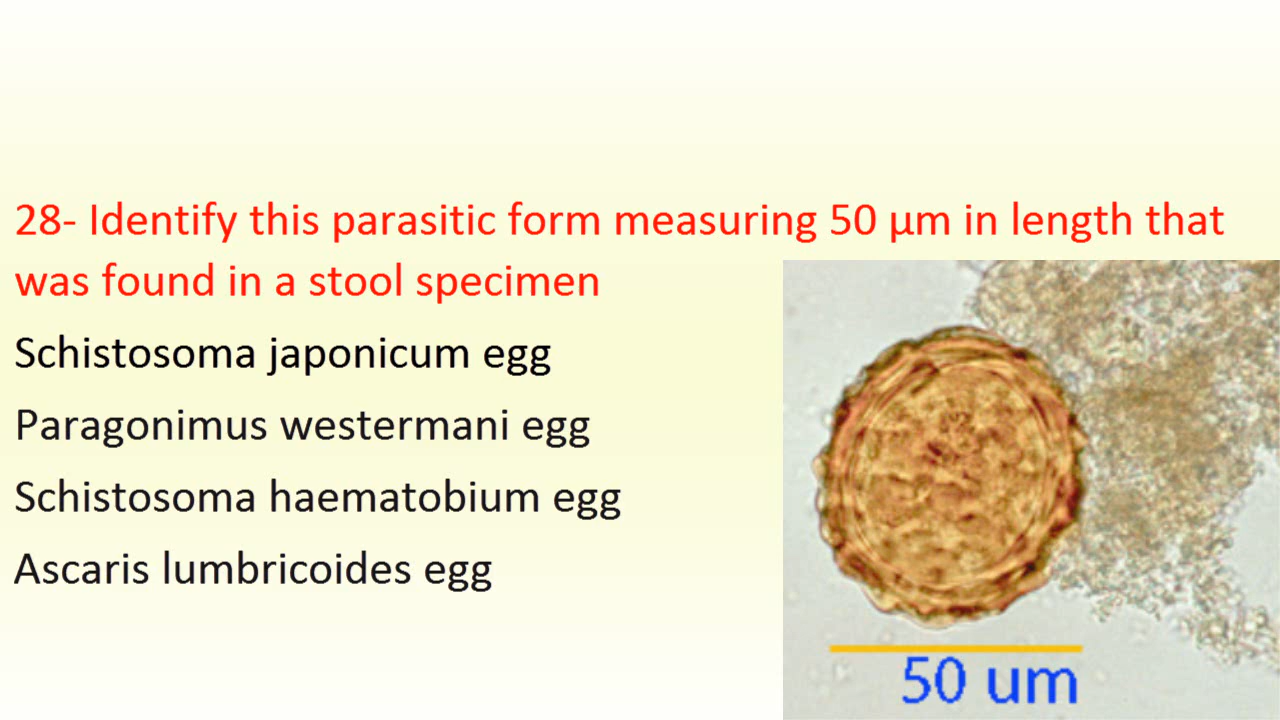 28- Identify this parasitic form measuring 50 µm in length that
was found in a stool specimen
Schistosoma japonicum egg
Paragonimus westermani egg
Schistosoma haematobium egg
Ascaris lumbricoides egg
50 um